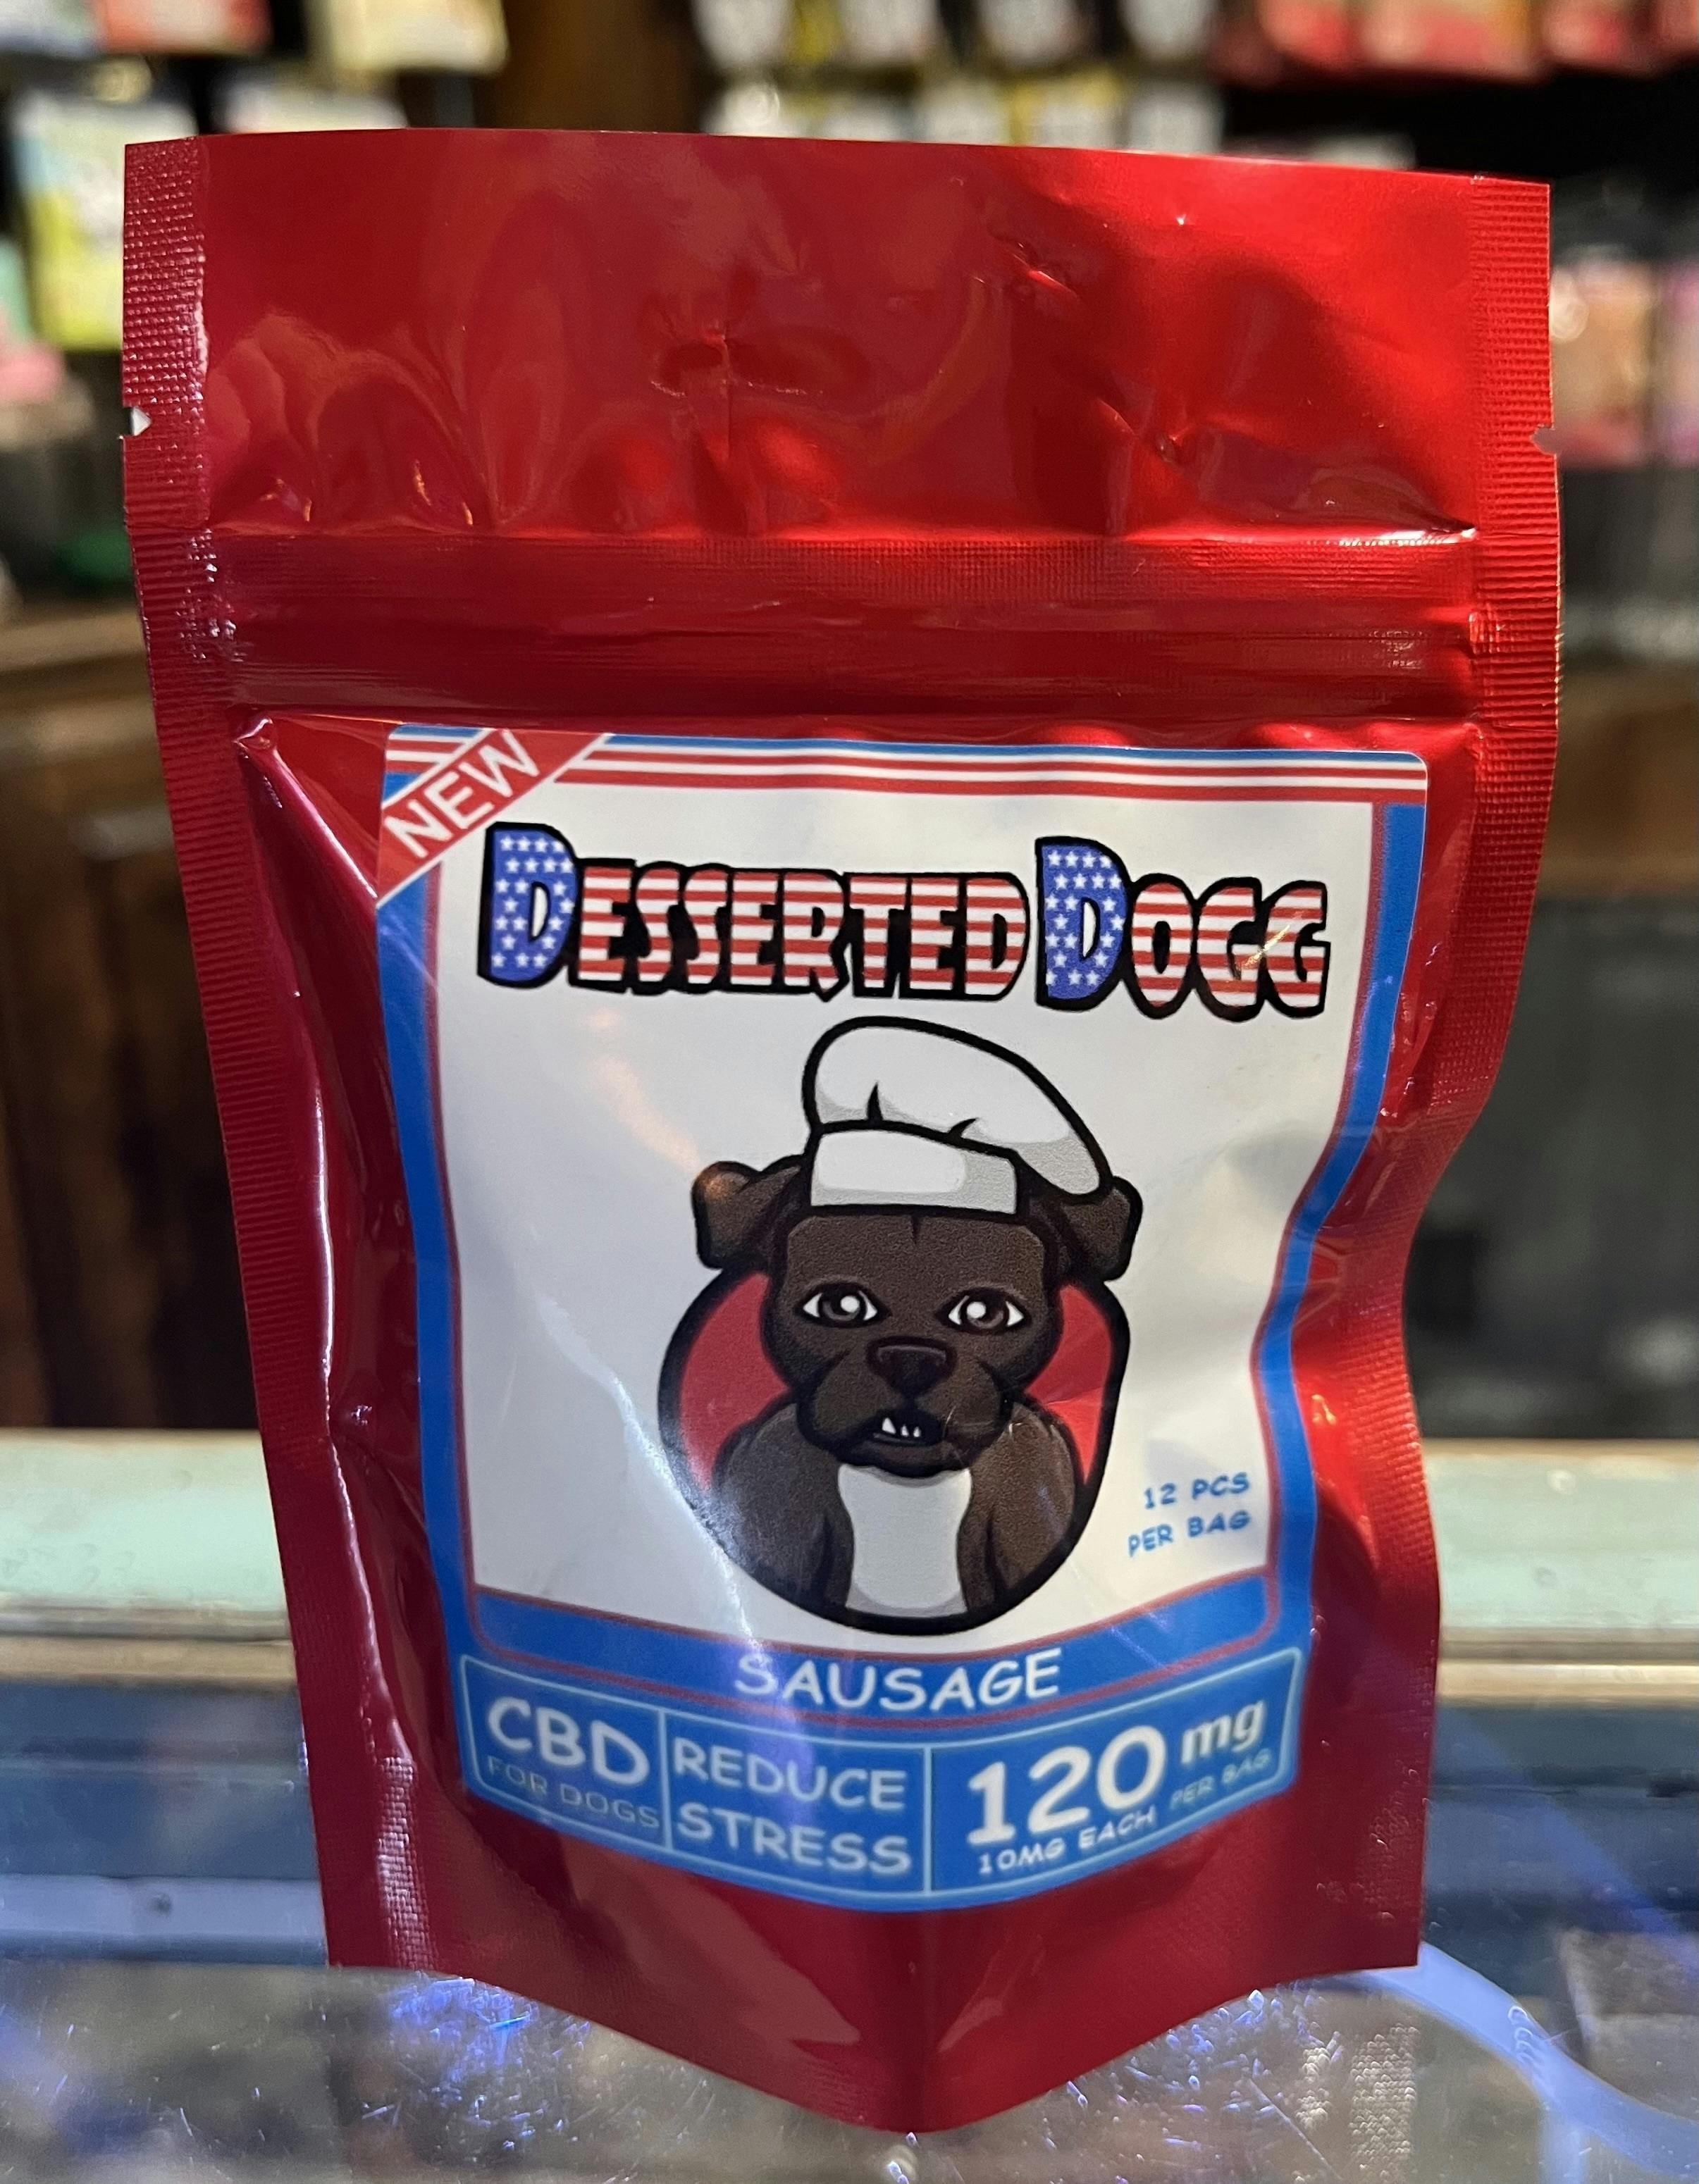 NEW
DESSERTED DOGG
12 PCS
PER BAG
SAUSAGE
CBD
FOR DOGS
REDUCE
STRESS
120 mg
PER BAG
10MG EACH